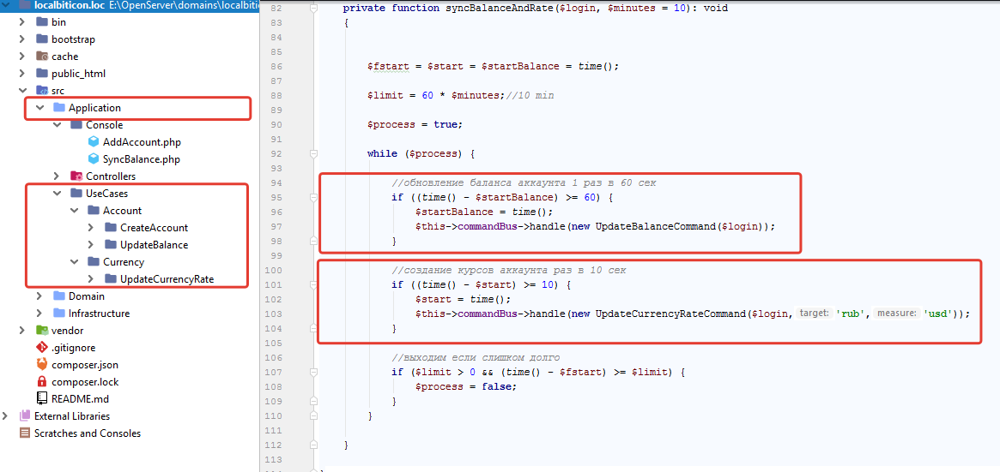 localbiticon.loc E:\OpenServer\domains\localbitico
bin
bootstrap
cache
public_html
src
Application
Console
AddAccount.php
SyncBalance.php
Controllers
UseCases
Account
CreateAccount
UpdateBalance
Currency
UpdateCurrencyRate
Domain
Infrastructure
vendor
.gitignore
composer.json
composer.lock
README.md
External Libraries
Scratches and Consoles
82 private function syncBalanceAndRate($login, $minutes = 10): void
83 {
84
85
86 $fstart = $start = $startBalance = time();
87
88 $limit = 60 * $minutes;//10 min
89
90 $process = true;
91
92 while ($process) {
93
94 //обновление баланса аккаунта 1 раз в 60 сек
95 if ((time() - $startBalance) >= 60) {
96 $startBalance = time();
97 $this->commandBus->handle(new UpdateBalanceCommand($login));
98 }
99
100 //создание курсов аккаунта раз в 10 сек
101 if ((time() - $start) >= 10) {
102 $start = time();
103 $this->commandBus->handle(new UpdateCurrencyRateCommand($login, target: 'rub', measure: 'usd'));
104 }
105
106 //выходим если слишком долго
107 if ($limit > 0 && (time() - $fstart) >= $limit) {
108 $process = false;
109 }
110 }
111
112 }
113